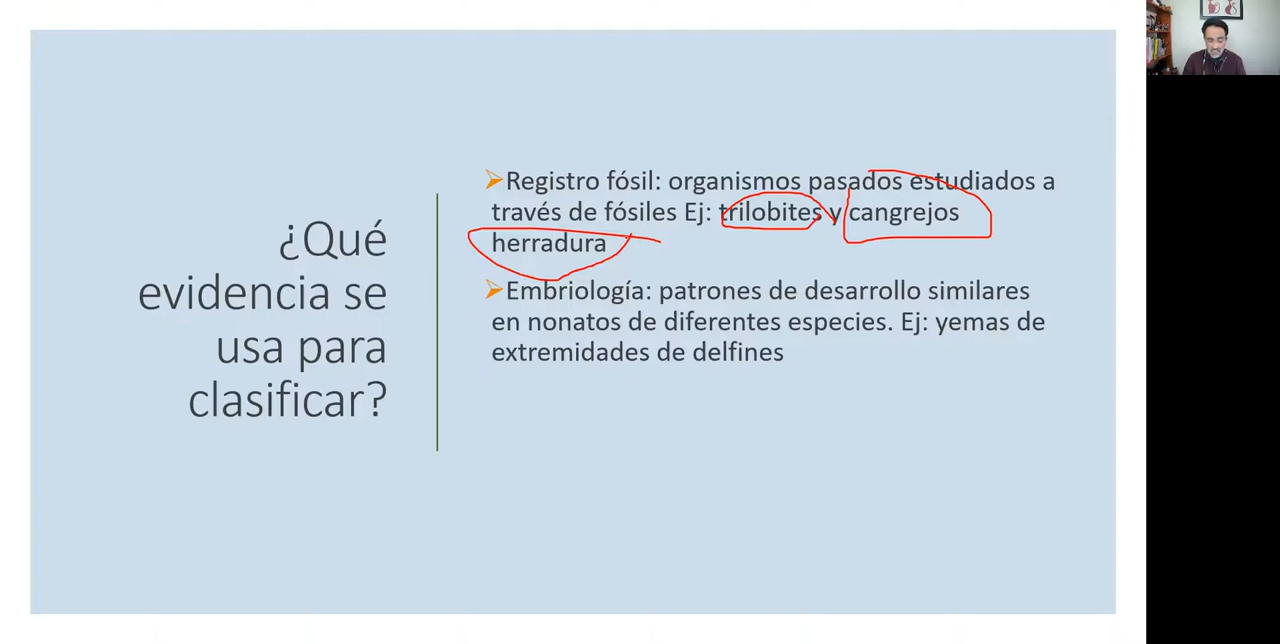 ¿Qué
evidencia se
usa para
clasificar?
Registro fósil: organismos pasados estudiados a
través de fósiles Ej: trilobites y cangrejos
herradura
Embriología: patrones de desarrollo similares
en nonatos de diferentes especies. Ej: yemas de
extremidades de delfines